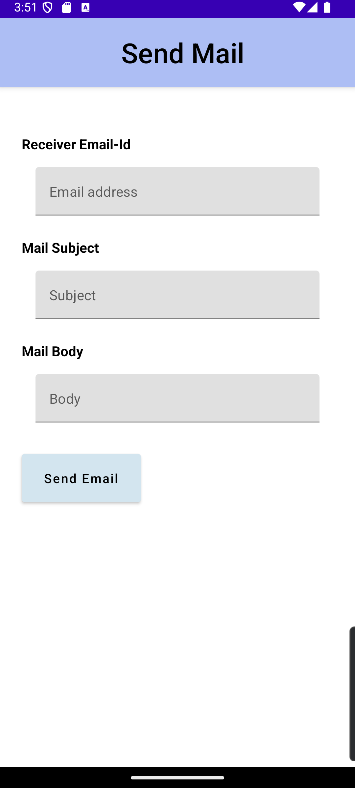 3:51
Send Mail
Receiver Email-Id
Email address
Mail Subject
Subject
Mail Body
Body
Send Email